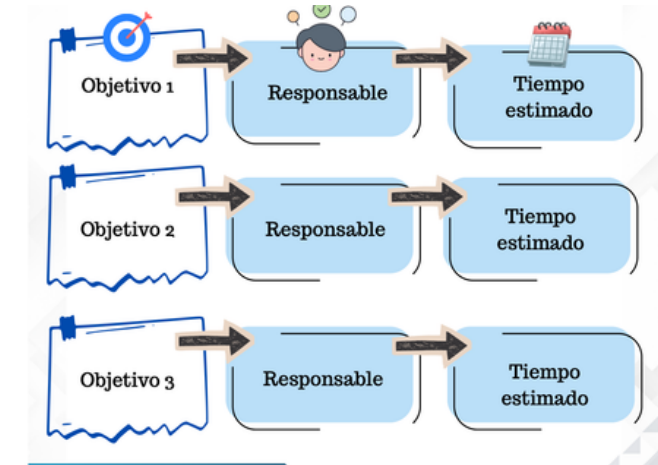 Objetivo 1
Responsable
Tiempo
estimado
Objetivo 2
Responsable
Tiempo
estimado
Objetivo 3
Responsable
Tiempo
estimado